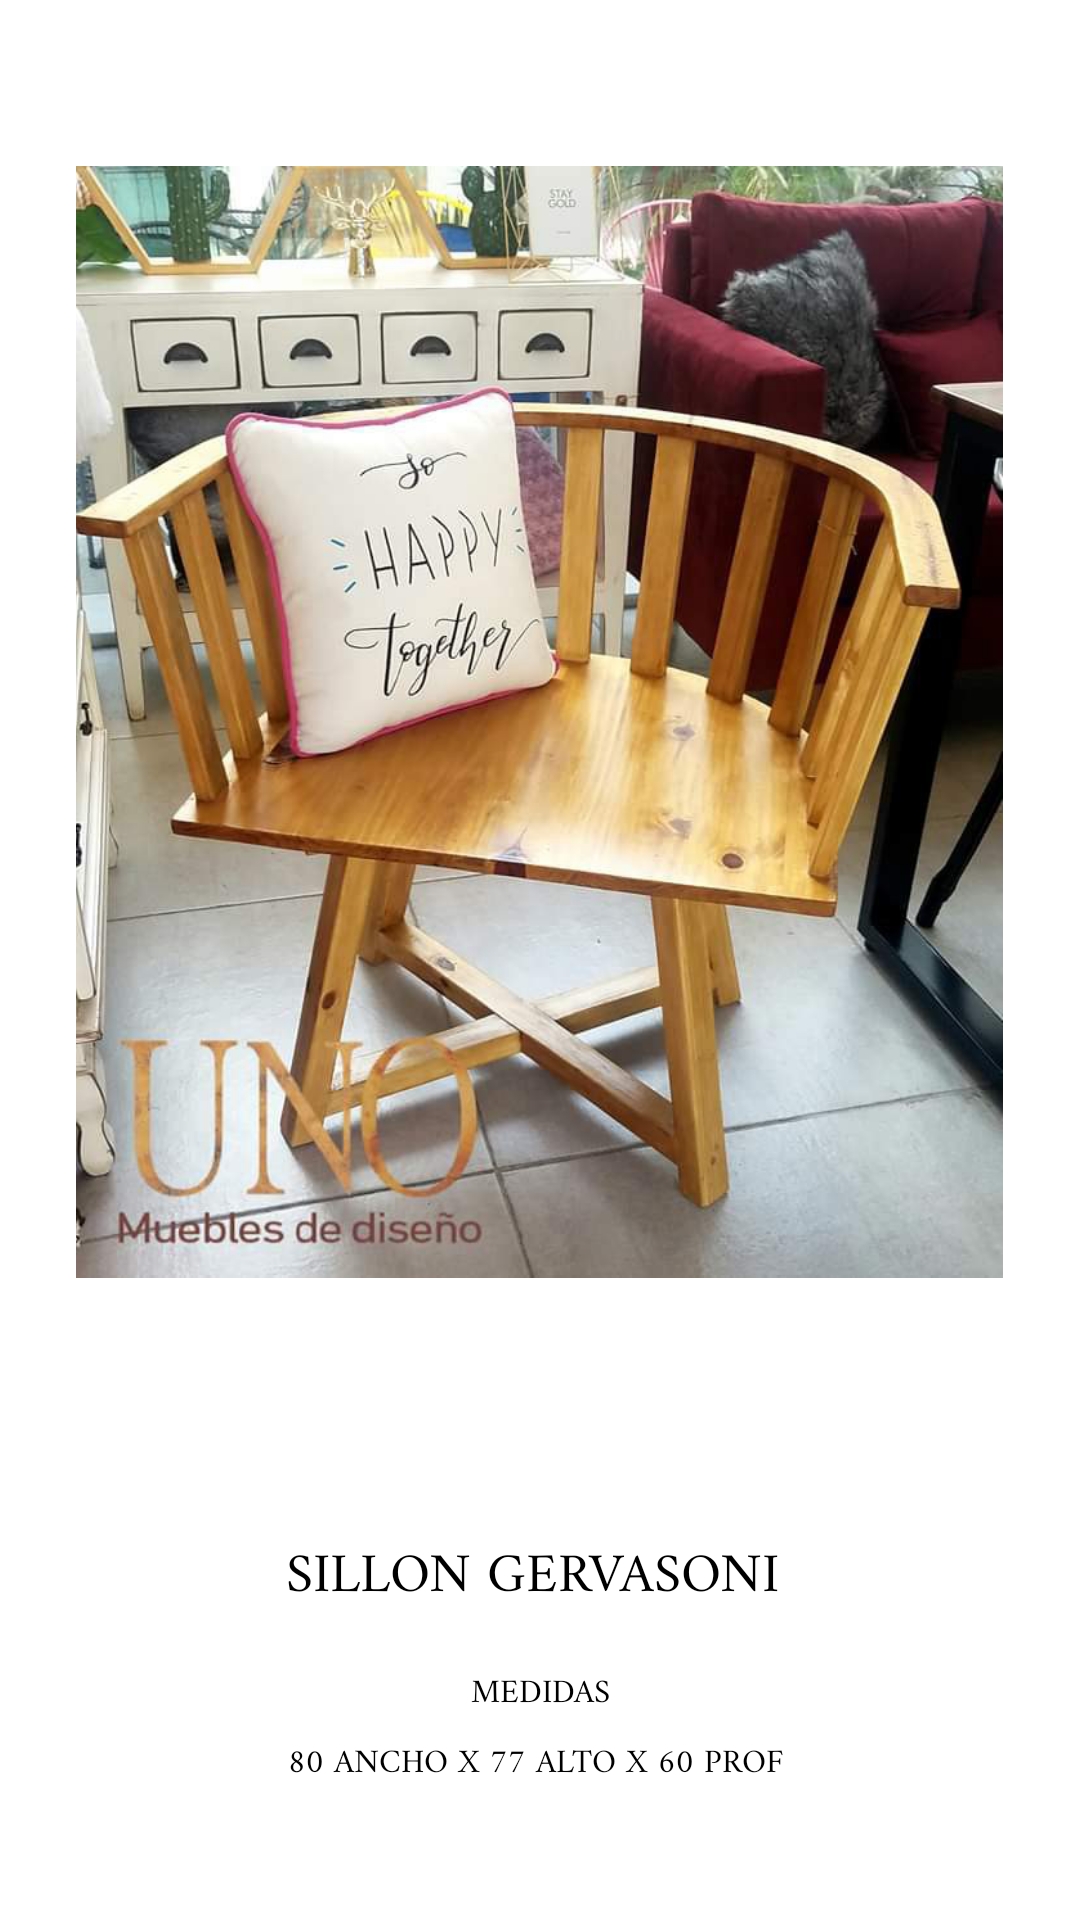 STAY
GOLD
so
HAPPY
together
UNO
Muebles de diseño
SILLON GERVASONI
MEDIDAS
80 ANCHO X 77 ALTO X 60 PROF